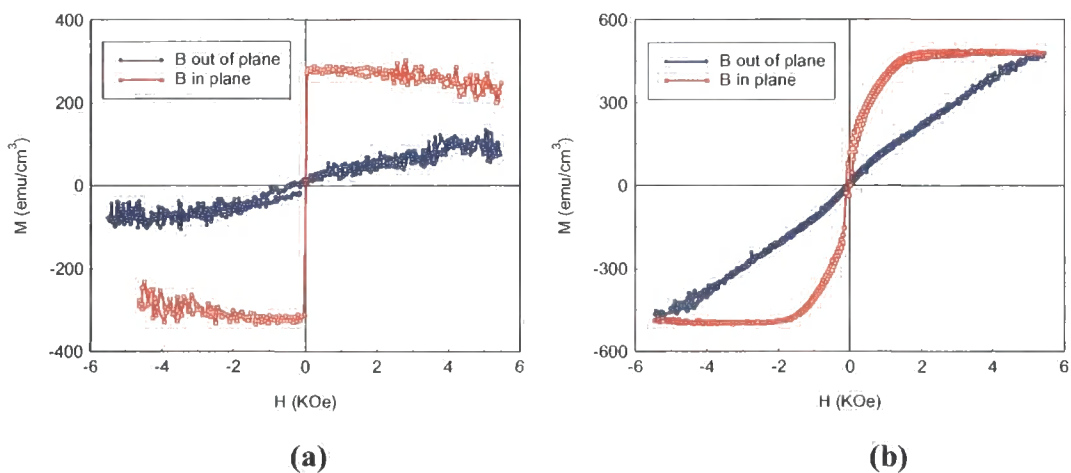 400
200
0
-200
-400
M (emu/cm³)
B out of plane
B in plane
-6 -4 -2 0 2 4 6
H (KOe)
(a)
600
300
0
-300
-600
M (emu/cm³)
B out of plane
B in plane
-6 -4 -2 0 2 4 6
H (KOe)
(b)